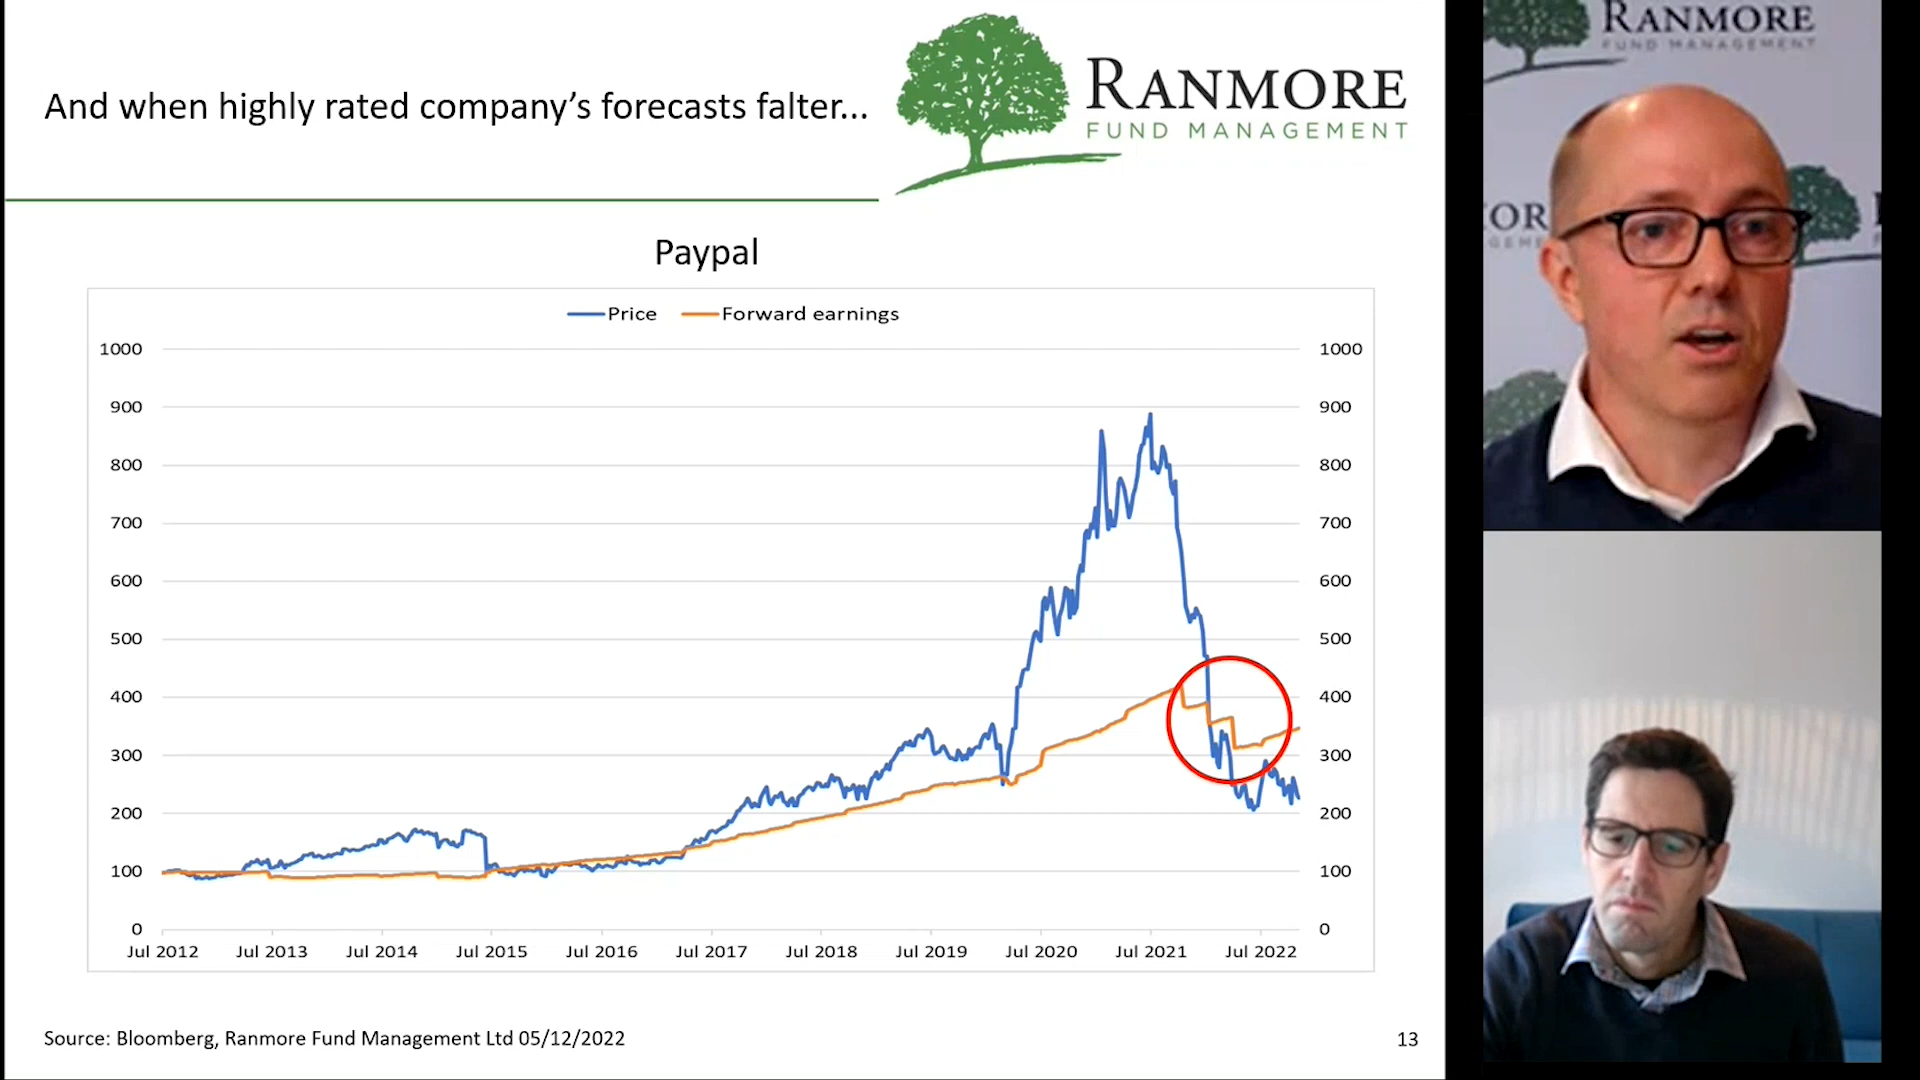 And when highly rated company’s forecasts falter...
RANMORE
FUND MANAGEMENT
Paypal
Price Forward earnings
1000 1000
900 900
800 800
700 700
600 600
500 500
400 400
300 300
200 200
100 100
0 0
Jul 2012 Jul 2013 Jul 2014 Jul 2015 Jul 2016 Jul 2017 Jul 2018 Jul 2019 Jul 2020 Jul 2021 Jul 2022
Source: Bloomberg, Ranmore Fund Management Ltd 05/12/2022
13
RANMORE
FUND MANAGEMENT